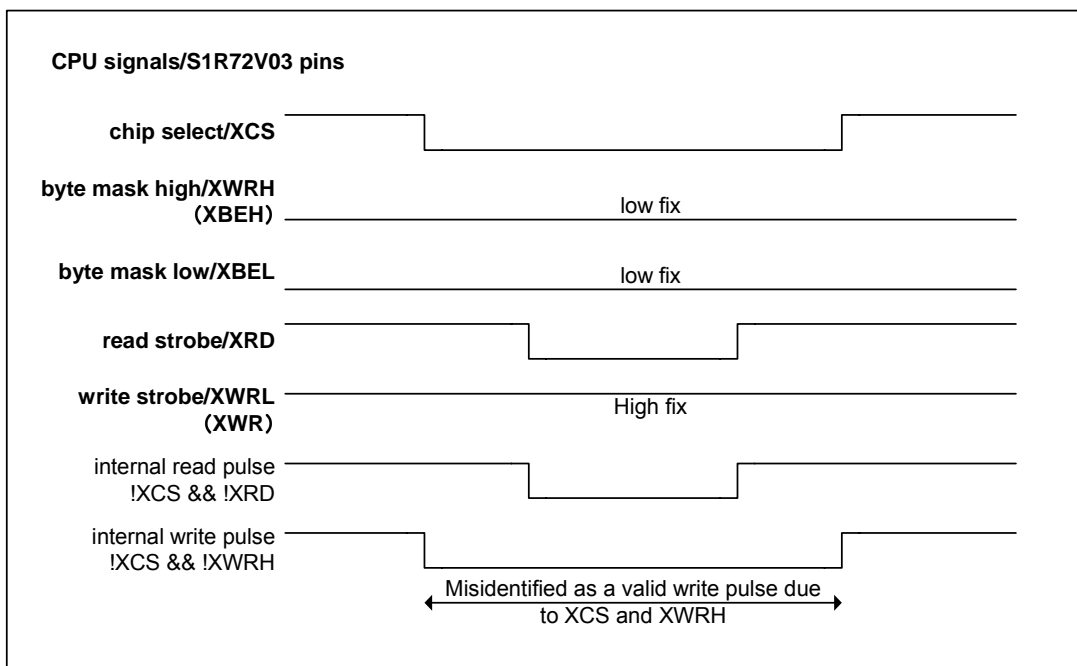 CPU signals/S1R72V03 pins
chip select/XCS
byte mask high/XWRH
(XBEH)
low fix
byte mask low/XBEL
low fix
read strobe/XRD
write strobe/XWRL
(XWR)
High fix
internal read pulse
!XCS && !XRD
internal write pulse
!XCS && !XWRH
Misidentified as a valid write pulse due
to XCS and XWRH